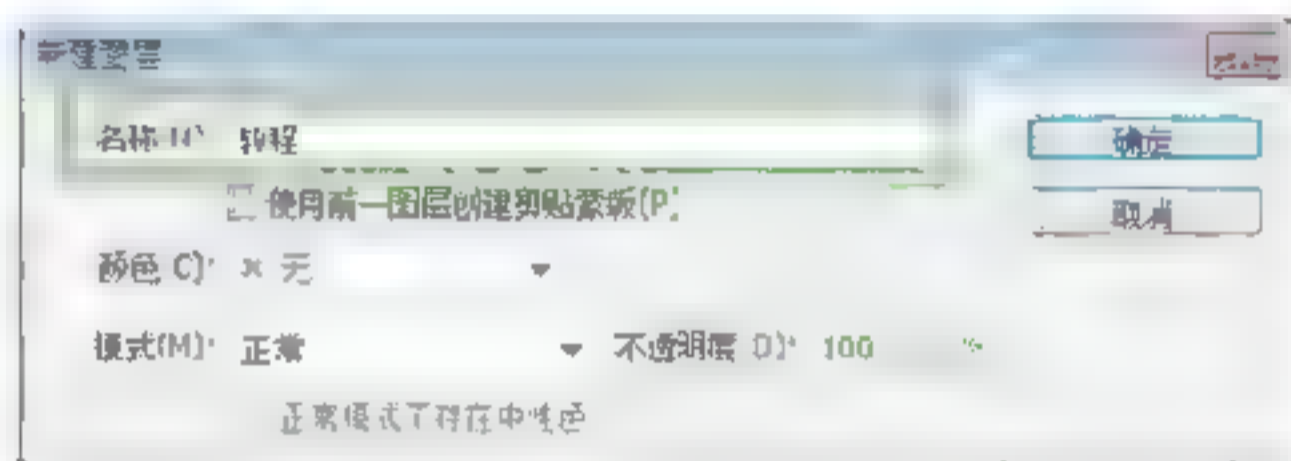 新建图层
名称(N): 教程
确定
使用前一图层创建剪贴蒙版(P)
取消
颜色(C): × 无
模式(M): 正常 不透明度(O): 100 %
正常模式不存在中性色